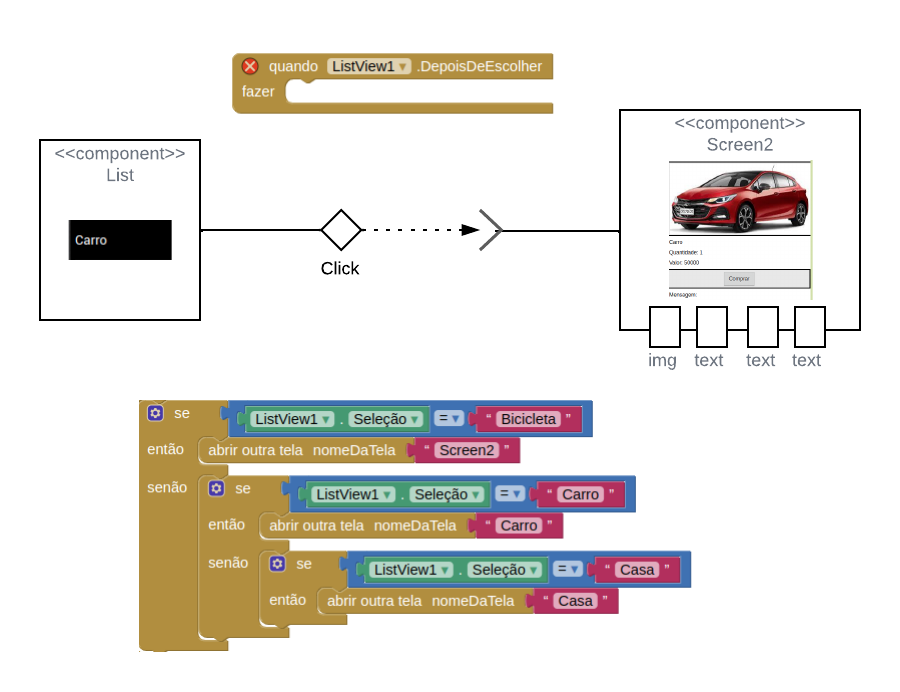 quando ListView1 .DepoisDeEscolher
fazer
<<component>>
List
Carro
Click
<<component>>
Screen2
Carro
Quantidade: 1
Valor: 50000
Comprar
Mensagem:
img text text text
se ListView1 . Seleção = “ Bicicleta ”
então abrir outra tela nomeDaTela “ Screen2 ”
senão se ListView1 . Seleção = “ Carro ”
então abrir outra tela nomeDaTela “ Carro ”
senão se ListView1 . Seleção = “ Casa ”
então abrir outra tela nomeDaTela “ Casa ”